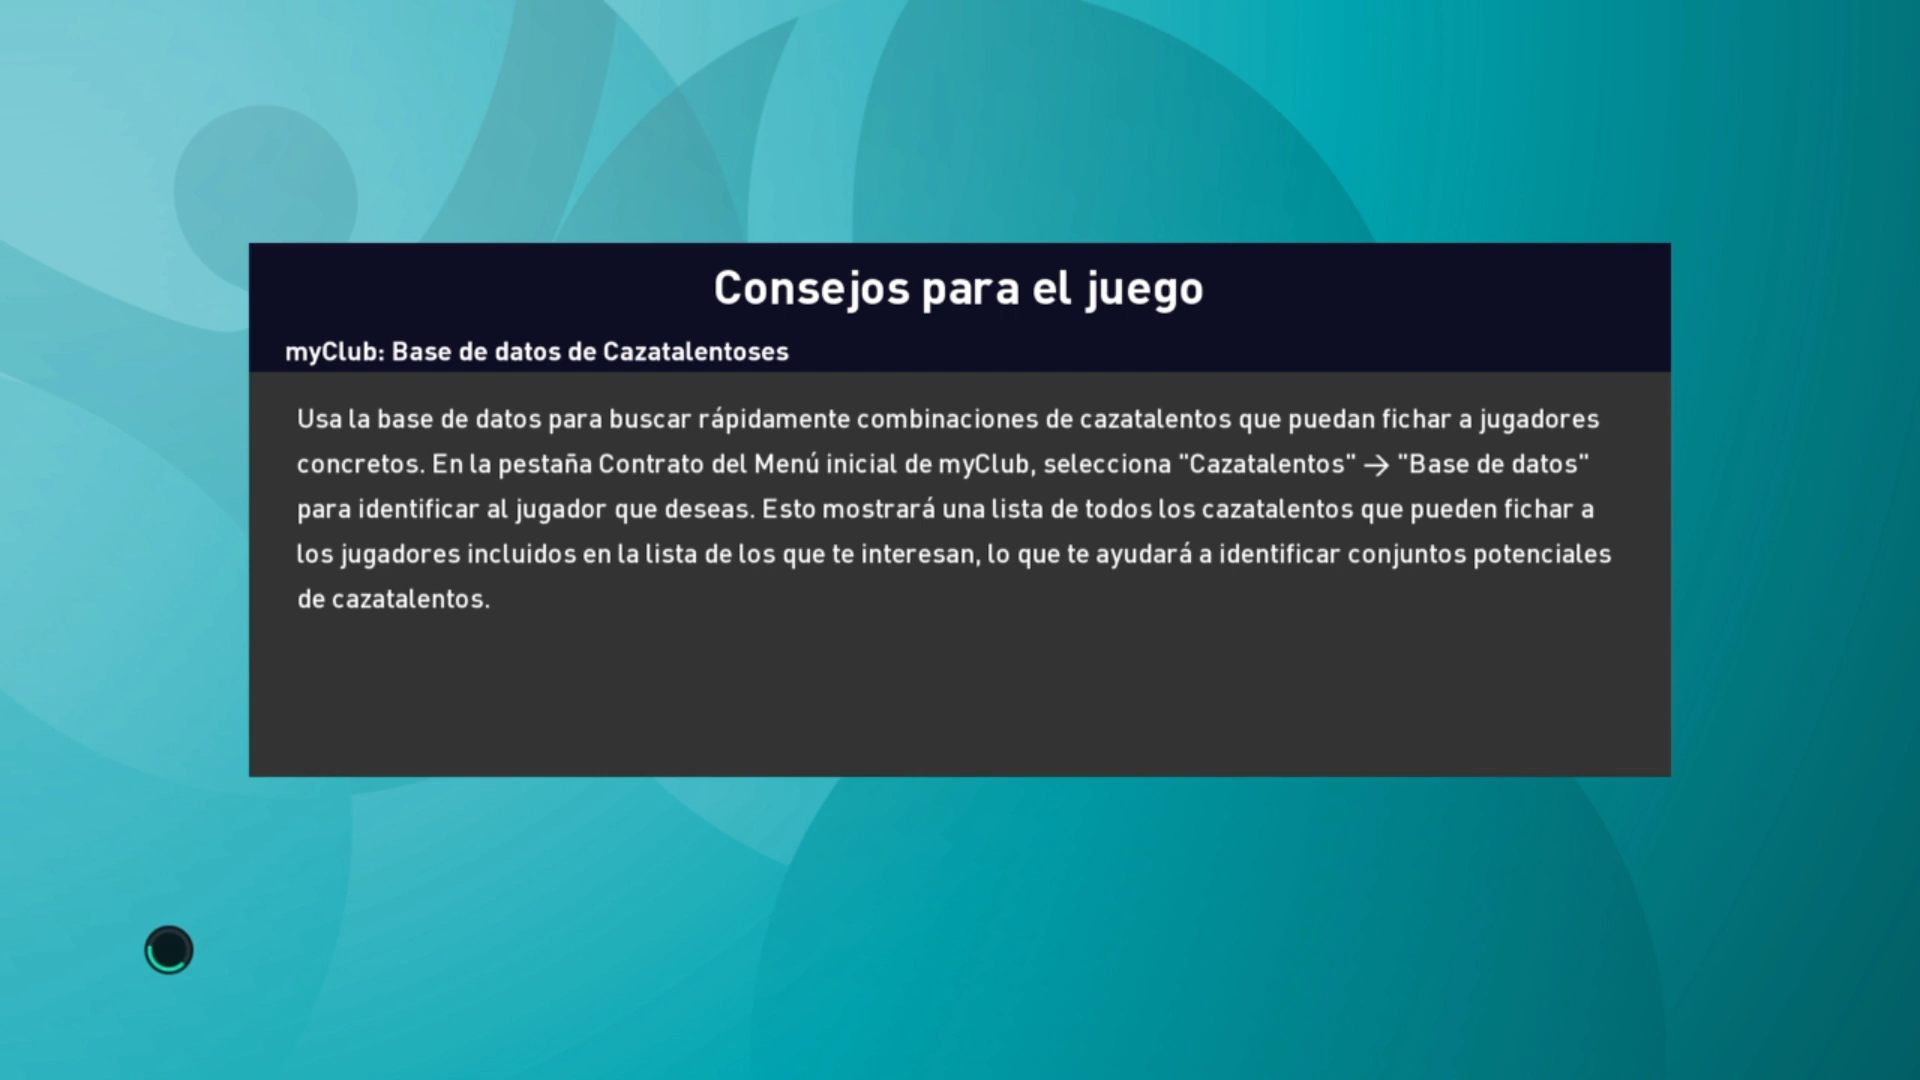 Consejos para el juego
myClub: Base de datos de Cazatalentoses
Usa la base de datos para buscar rápidamente combinaciones de cazatalentos que puedan fichar a jugadores
concretos. En la pestaña Contrato del Menú inicial de myClub, selecciona "Cazatalentos" → "Base de datos"
para identificar al jugador que deseas. Esto mostrará una lista de todos los cazatalentos que pueden fichar a
los jugadores incluidos en la lista de los que te interesan, lo que te ayudará a identificar conjuntos potenciales
de cazatalentos.